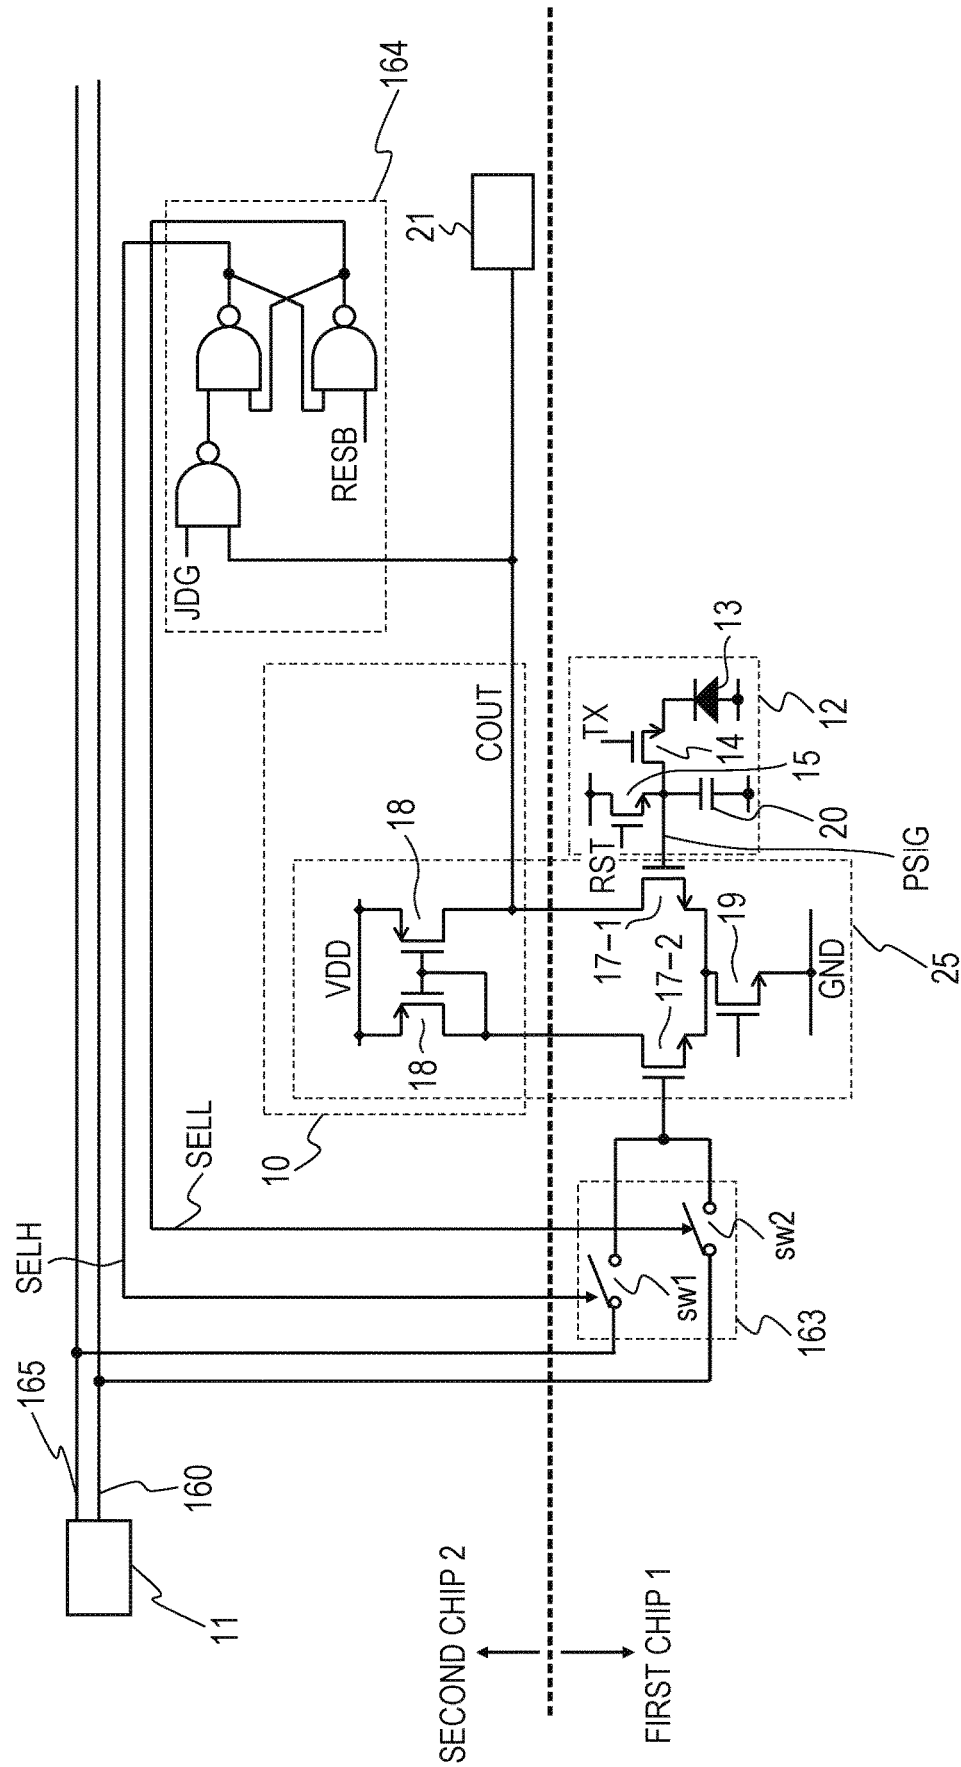 165
SELH
SELL
164
11
160
JDG
RESB
21
10
VDD
18
18
COUT
SECOND CHIP 2
FIRST CHIP 1
163
sw1
sw2
17-2
17-1
19
GND
25
RST
TX
15
14
13
12
20
PSIG